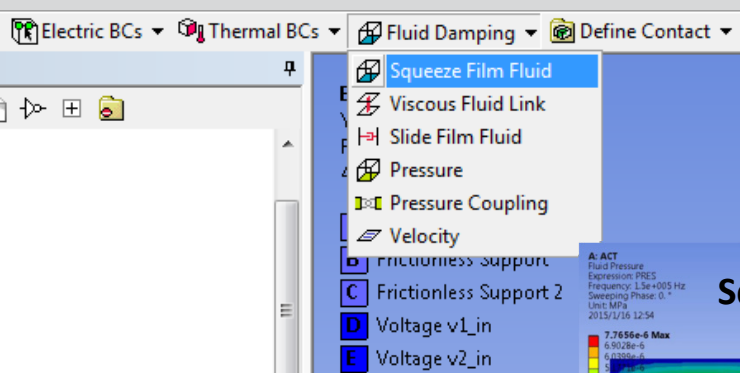 Electric BCs Thermal BCs Fluid Damping Define Contact
Squeeze Film Fluid
Viscous Fluid Link
Slide Film Fluid
Pressure
Pressure Coupling
Velocity
B Frictionless Support
C Frictionless Support 2
D Voltage v1_in
E Voltage v2_in
A: ACT
Fluid Pressure
Expression: PRES
Frequency: 1.5e+005 Hz
Sweeping Phase: 0. °
Unit: MPa
2015/1/16 12:54
7.7656e-6 Max
6.9028e-6
6.0399e-6